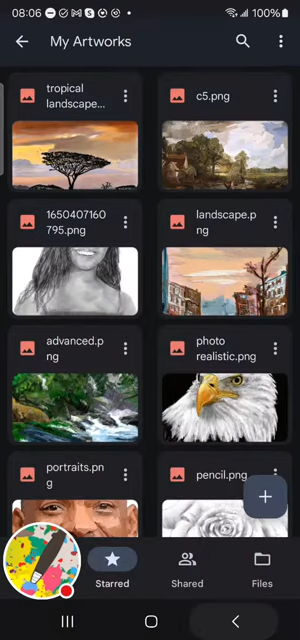 08:06
100%
My Artworks
tropical
landscape...
c5.png
1650407160
795.png
landscape.p
ng
advanced.p
ng
photo
realistic.png
portraits.pn
g
pencil.png
Starred
Shared
Files